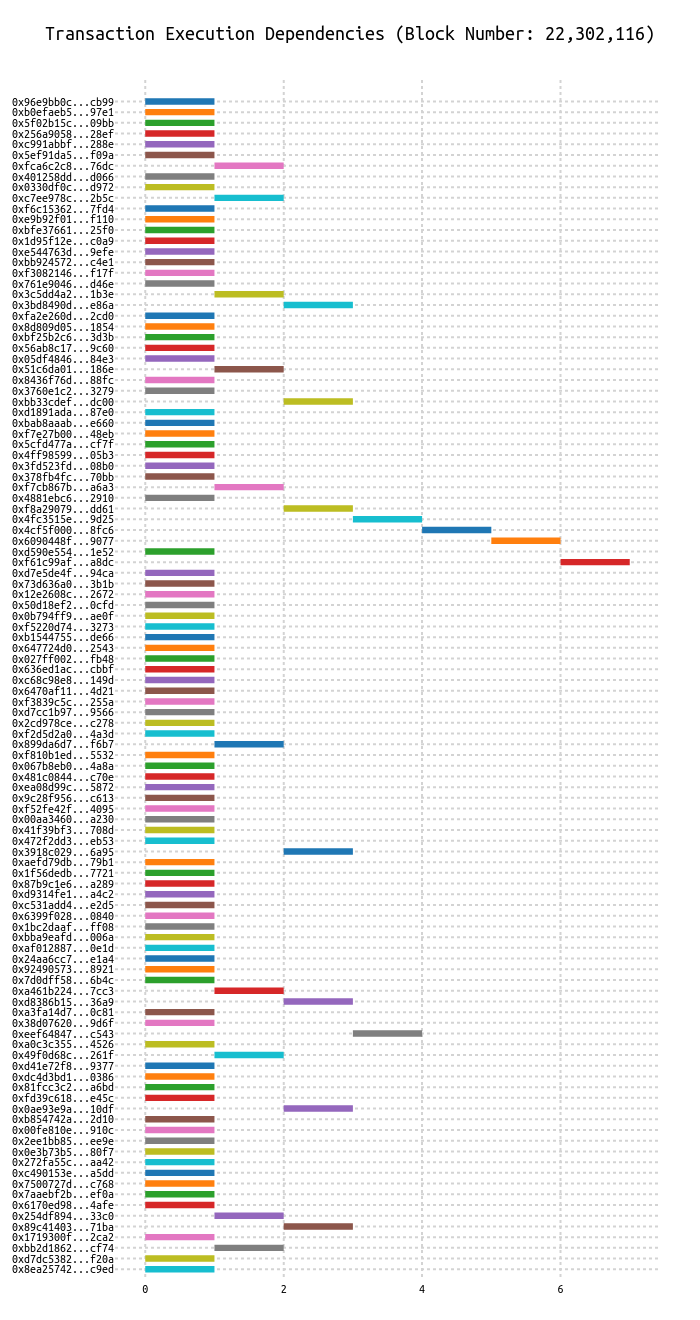 Transaction Execution Dependencies (Block Number: 22,302,116)
0x96e9bb0c...cb99
0xb0efaeb5...97e1
0x5f02b15c...09bb
0x256a9058...28ef
0xc991abbf...288e
0x5ef91da5...f09a
0xfca6c2c8...76dc
0x401258dd...d066
0x0330df0c...d972
0xc7ee978c...2b5c
0xf6c15362...7fd4
0xe9b92f01...f110
0xbfe37661...25f0
0x1d95f12e...c0a9
0xe544763d...9efe
0xbb924572...c4e1
0xf3082146...f17f
0x761e9046...d46e
0x3c5dd4a2...1b3e
0x3bd8490d...e86a
0xfa2e260d...2cd0
0x8d809d05...1854
0xbf25b2c6...3d3b
0x56ab8c17...9c60
0x05df4846...84e3
0x51c6da01...186e
0x8436f76d...88fc
0x3760e1c2...3279
0xbb33cdef...dc00
0xd1891ada...87e0
0xbab8aaab...e660
0xf7e27b00...48eb
0x5cfd477a...cf7f
0x4ff98599...05b3
0x3fd523fd...08b0
0x378fb4fc...70bb
0xf7cb867b...a6a3
0x4881ebc6...2910
0xf8a29079...dd61
0x4fc3515e...9d25
0x4cf5f000...8fc6
0x6090448f...9077
0xd590e554...1e52
0xf61c99af...a8dc
0xd7e5de4f...94ca
0x73d636a0...3b1b
0x12e2608c...2672
0x50d18ef2...0cfd
0x0b794ff9...ae0f
0xf5220d74...3273
0xb1544755...de66
0x647724d0...2543
0x027ff002...fb48
0x636ed1ac...cbbf
0xc68c98e8...149d
0x6470af11...4d21
0xf3839c5c...255a
0xd7cc1b97...9566
0x2cd978ce...c278
0xf2d5d2a0...4a3d
0x899da6d7...f6b7
0xf810b1ed...5532
0x067b8eb0...4a8a
0x481c0844...c70e
0xea08d99c...5872
0x9c28f956...c613
0xf52fe42f...4095
0x00aa3460...a230
0x41f39bf3...708d
0x472f2dd3...eb53
0x3918c029...6a95
0xaefd79db...79b1
0x1f56dedb...7721
0x87b9c1e6...a289
0xd9314fe1...a4c2
0xc531add4...e2d5
0x6399f028...0840
0x1bc2daaf...ff08
0xbba9eafd...006a
0xaf012887...0e1d
0x24aa6cc7...e1a4
0x92490573...8921
0x7d0dff58...6b4c
0xa461b224...7cc3
0xd8386b15...36a9
0xa3fa14d7...0c81
0x38d07620...9d6f
0xeef64847...c543
0xa0c3c355...4526
0x49f0d68c...261f
0xd41e72f8...9377
0xdc4d3bd1...0386
0x81fcc3c2...a6bd
0xfd39c618...e45c
0x0ae93e9a...10df
0xb854742a...2d10
0x00fe810e...910c
0x2ee1bb85...ee9e
0x0e3b73b5...80f7
0x272fa55c...aa42
0xc490153e...a5dd
0x7500727d...c768
0x7aaebf2b...ef0a
0x6170ed98...4afe
0x254df894...33c0
0x89c41403...71ba
0x1719300f...2ca2
0xbb2d1862...cf74
0xd7dc5382...f20a
0x8ea25742...c9ed
0 2 4 6